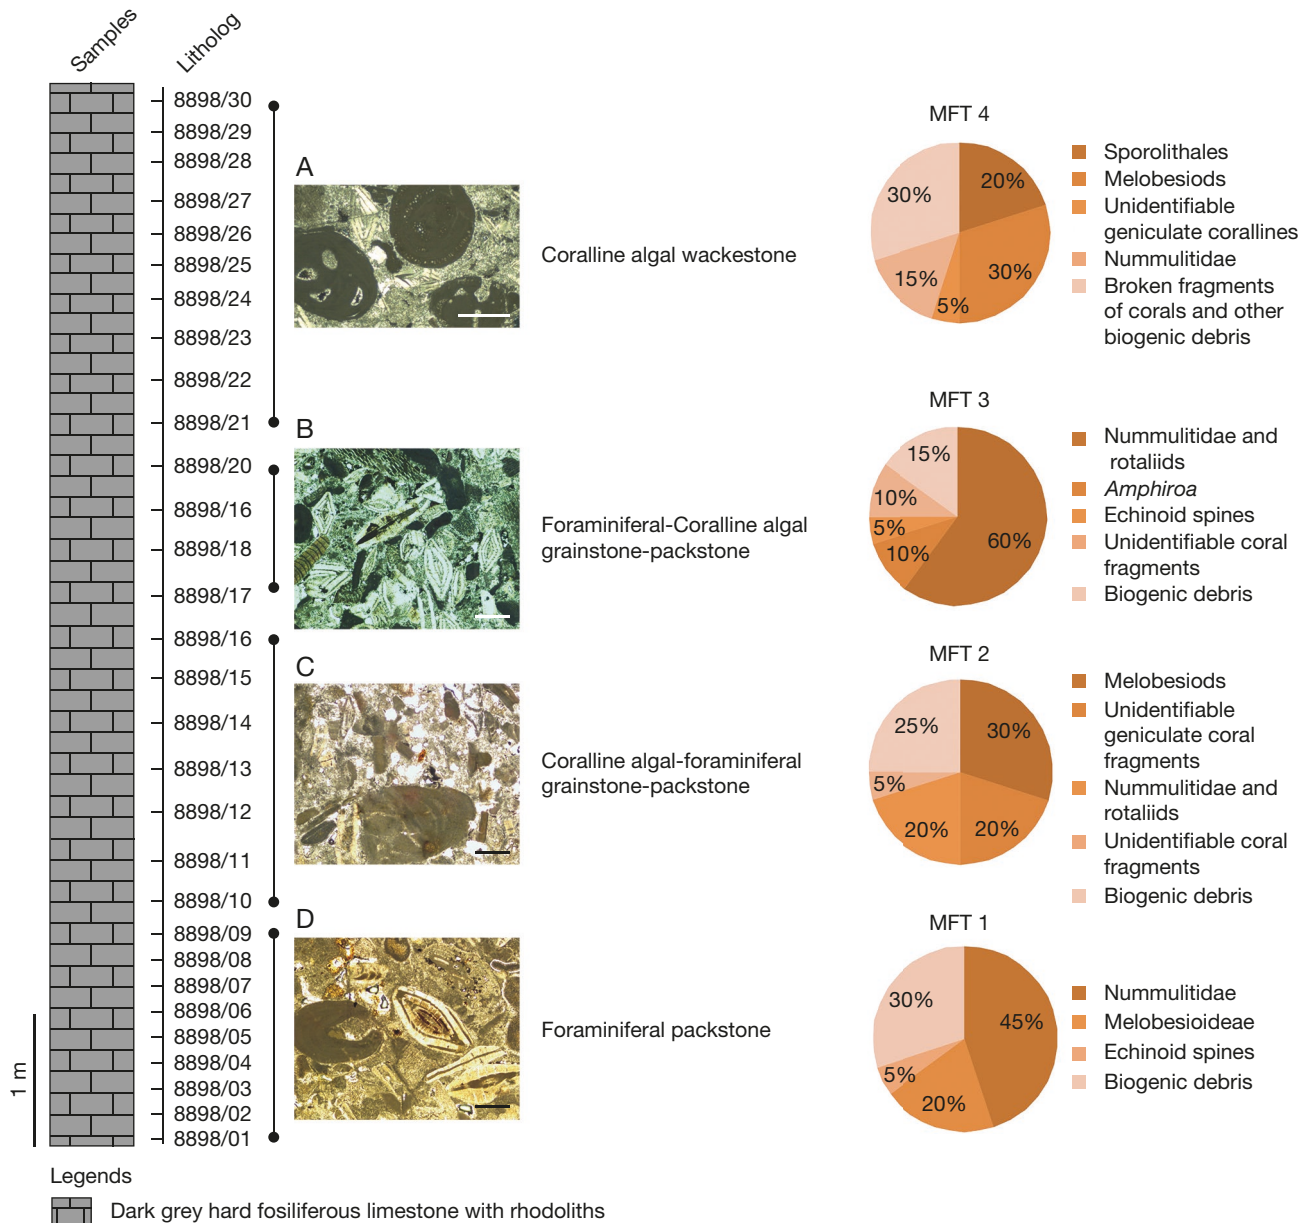 Samples
Litholog
8898/30
8898/29
8898/28
8898/27
8898/26
8898/25
8898/24
8898/23
8898/22
8898/21
8898/20
8898/16
8898/18
8898/17
8898/16
8898/15
8898/14
8898/13
8898/12
8898/11
8898/10
8898/09
8898/08
8898/07
8898/06
8898/05
8898/04
8898/03
8898/02
8898/01
1 m
A
Coralline algal wackestone
MFT 4
20%
30%
5%
15%
30%
Sporolithales
Melobesiods
Unidentifiable
geniculate corallines
Nummulitidae
Broken fragments
of corals and other
biogenic debris
B
Foraminiferal-Coralline algal
grainstone-packstone
MFT 3
60%
10%
5%
10%
15%
Nummulitidae and
rotaliids
Amphiroa
Echinoid spines
Unidentifiable coral
fragments
Biogenic debris
C
Coralline algal-foraminiferal
grainstone-packstone
MFT 2
30%
20%
20%
5%
25%
Melobesiods
Unidentifiable
geniculate coral
fragments
Nummulitidae and
rotaliids
Unidentifiable coral
fragments
Biogenic debris
D
Foraminiferal packstone
MFT 1
45%
20%
5%
30%
Nummulitidae
Melobesioideae
Echinoid spines
Biogenic debris
Legends
Dark grey hard fosiliferous limestone with rhodoliths